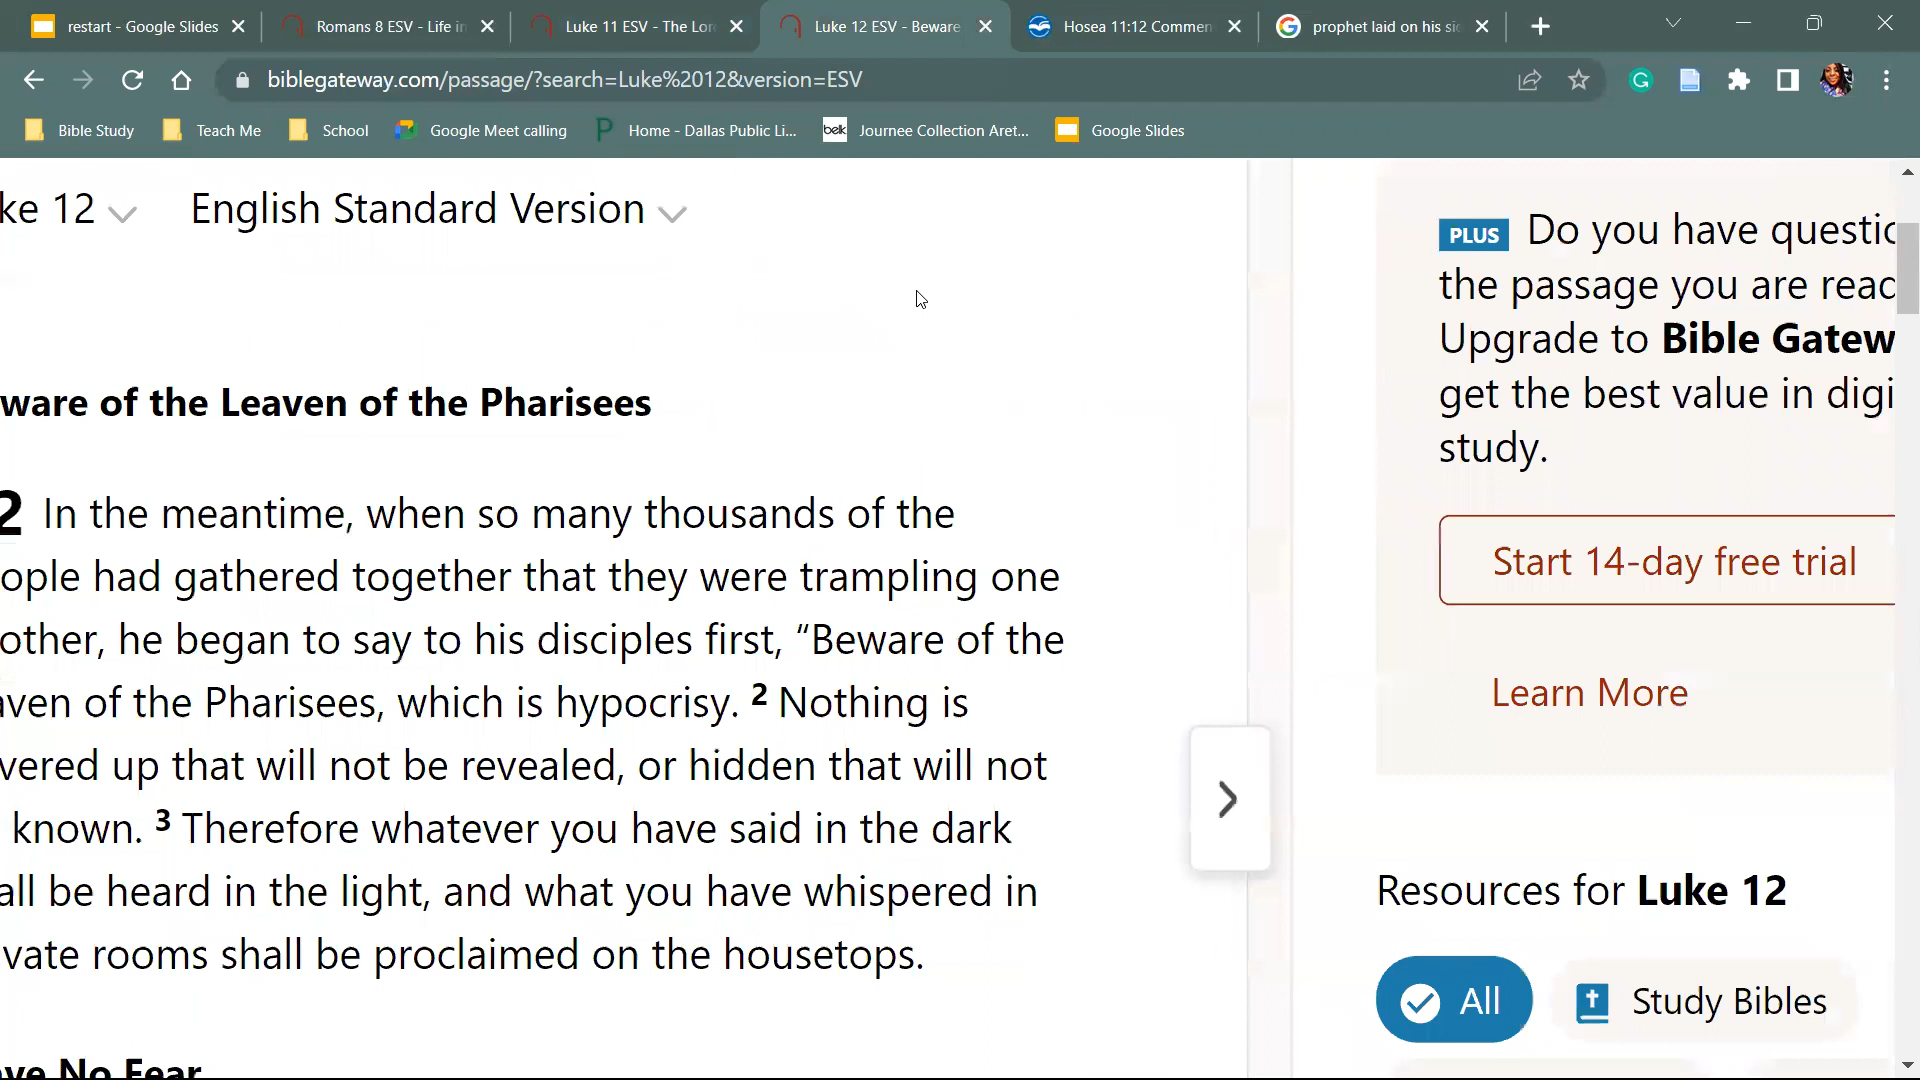 restart - Google Slides
Romans 8 ESV - Life in
Luke 11 ESV - The Lor
Luke 12 ESV - Beware
Hosea 11:12 Commen
prophet laid on his sid
biblegateway.com/passage/?search=Luke%2012&version=ESV
Bible Study
Teach Me
School
Google Meet calling
Home - Dallas Public Li...
belk
Journee Collection Aret...
Google Slides
ke 12
English Standard Version
ware of the Leaven of the Pharisees
2 In the meantime, when so many thousands of the
ople had gathered together that they were trampling one
other, he began to say to his disciples first, “Beware of the
aven of the Pharisees, which is hypocrisy. 2 Nothing is
vered up that will not be revealed, or hidden that will not
known. 3 Therefore whatever you have said in the dark
all be heard in the light, and what you have whispered in
vate rooms shall be proclaimed on the housetops.
ve No Fear
PLUS Do you have questic
the passage you are reac
Upgrade to Bible Gatew
get the best value in digi
study.
Start 14-day free trial
Learn More
Resources for Luke 12
All
Study Bibles